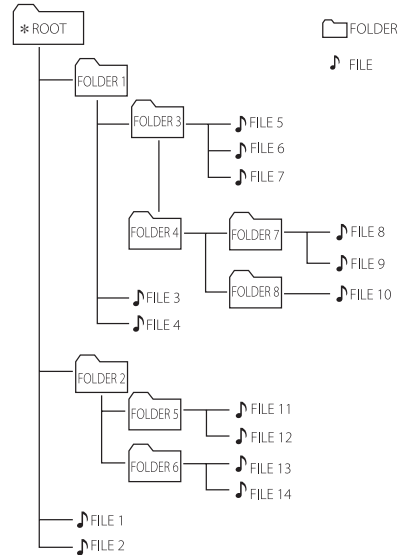 * ROOT
FOLDER
FILE
FOLDER 1
FOLDER 3
FILE 5
FILE 6
FILE 7
FOLDER 4
FOLDER 7
FILE 8
FILE 9
FOLDER 8
FILE 10
FILE 3
FILE 4
FOLDER 2
FOLDER 5
FILE 11
FILE 12
FOLDER 6
FILE 13
FILE 14
FILE 1
FILE 2